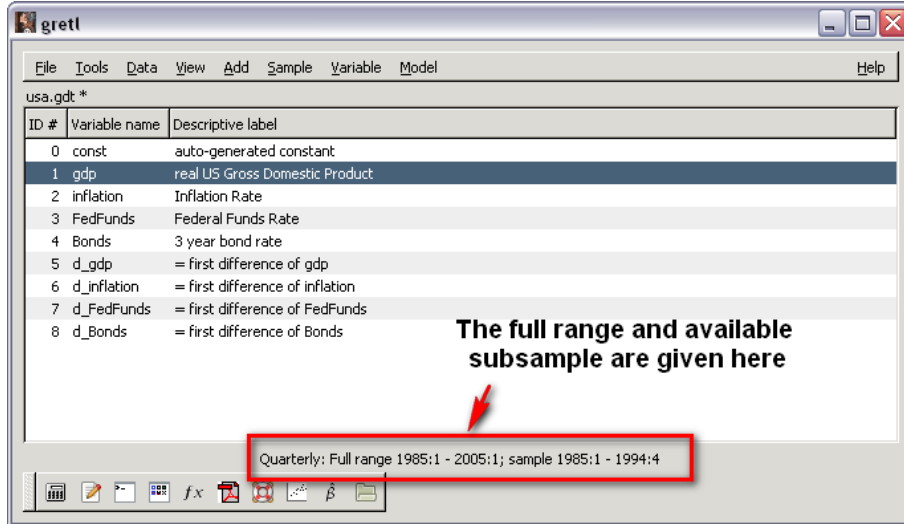 gretl
File Tools Data View Add Sample Variable Model Help
usa.gdt *
ID # Variable name Descriptive label
0 const auto-generated constant
1 gdp real US Gross Domestic Product
2 inflation Inflation Rate
3 FedFunds Federal Funds Rate
4 Bonds 3 year bond rate
5 d_gdp = first difference of gdp
6 d_inflation = first difference of inflation
7 d_FedFunds = first difference of FedFunds
8 d_Bonds = first difference of Bonds
The full range and available
subsample are given here
Quarterly: Full range 1985:1 - 2005:1; sample 1985:1 - 1994:4
fx β̂